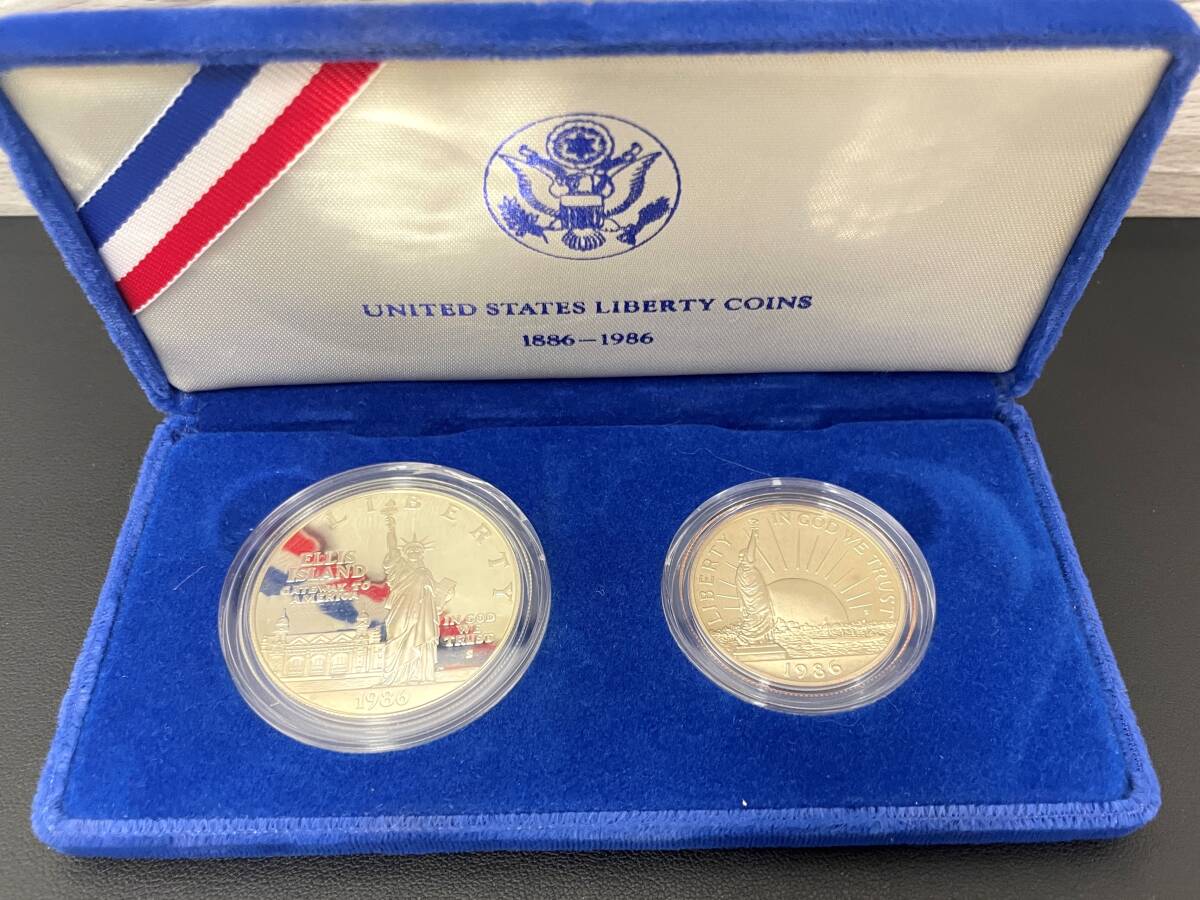 UNITED STATES LIBERTY COINS
1886–1986
LIBERTY
ELLIS
ISLAND
GATEWAY TO
AMERICA
IN GOD
WE
TRUST
S
1986
LIBERTY
IN GOD WE TRUST
1986